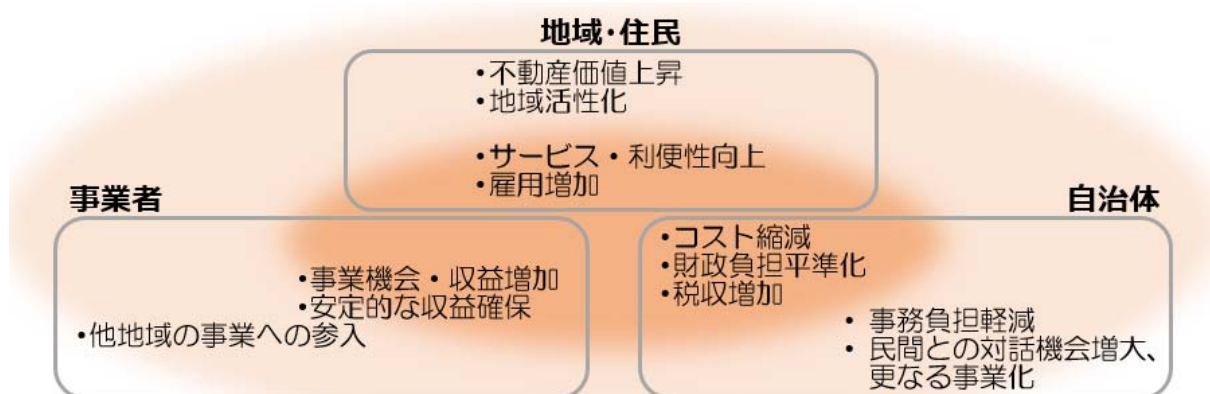 地域・住民
・不動産価値上昇
・地域活性化
・サービス・利便性向上
・雇用増加
事業者
・事業機会・収益増加
・安定的な収益確保
・他地域の事業への参入
自治体
・コスト縮減
・財政負担平準化
・税収増加
・ 事務負担軽減
・ 民間との対話機会増大、
更なる事業化